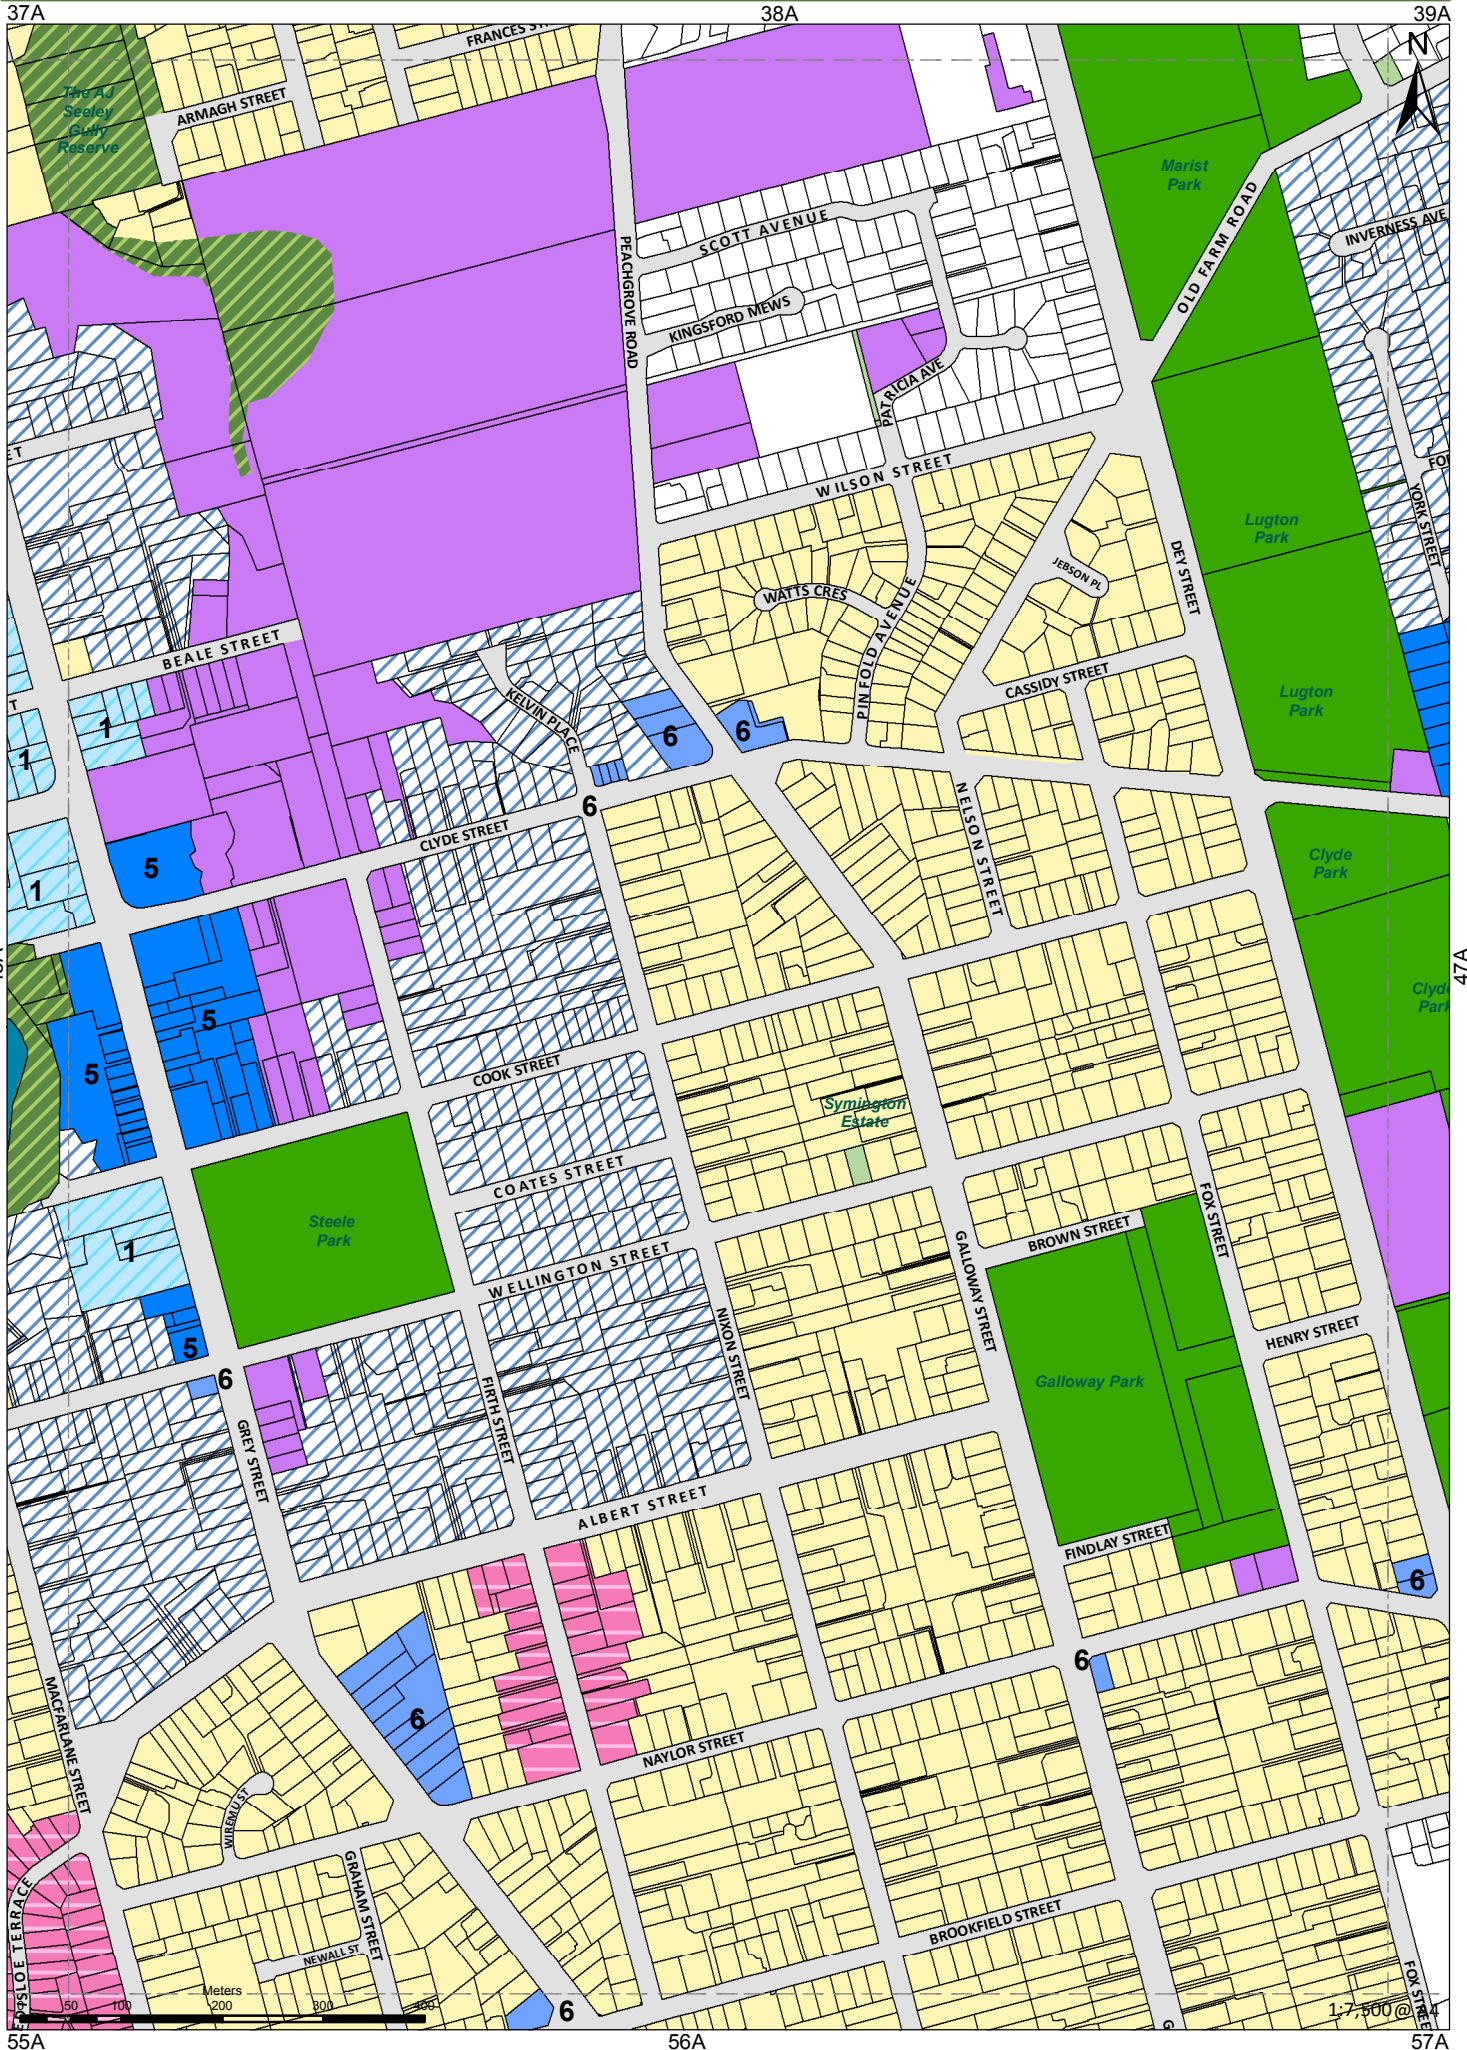 37A
38A
39A
N
FRANCES
The AJ
Seeley
Gully
Reserve
ARMAGH STREET
Marist
Park
OLD FARM ROAD
INVERNESS AVE
SCOTT AVENUE
PEACHGROVE ROAD
KINGSFORD MEWS
PATRICIA AVE
ET
WILSON STREET
YORK STREET
Lugton
Park
DEY STREET
JEBSON PL
WATTS CRES
PINFOLD AVENUE
BEALE STREET
CASSIDY STREET
Lugton
Park
KELVIN PLACE
T
1
1
6
6
6
NELSON STREET
CLYDE STREET
5
1
Clyde
Park
47A
Clyde
Park
5
5
COOK STREET
Symington
Estate
COATES STREET
FOX STREET
Steele
Park
1
BROWN STREET
GALLOWAY STREET
WELLINGTON STREET
NIXON STREET
HENRY STREET
5
6
Galloway Park
FIRTH STREET
GREY STREET
ALBERT STREET
FINDLAY STREET
6
6
MACFARLANE STREET
6
NAYLOR STREET
WIREMU ST
GRAHAM STREET
BROOKFIELD STREET
NEWALL ST
FOX STREE
Meters
50 100 200 300 400
6
G
55A
56A
57A